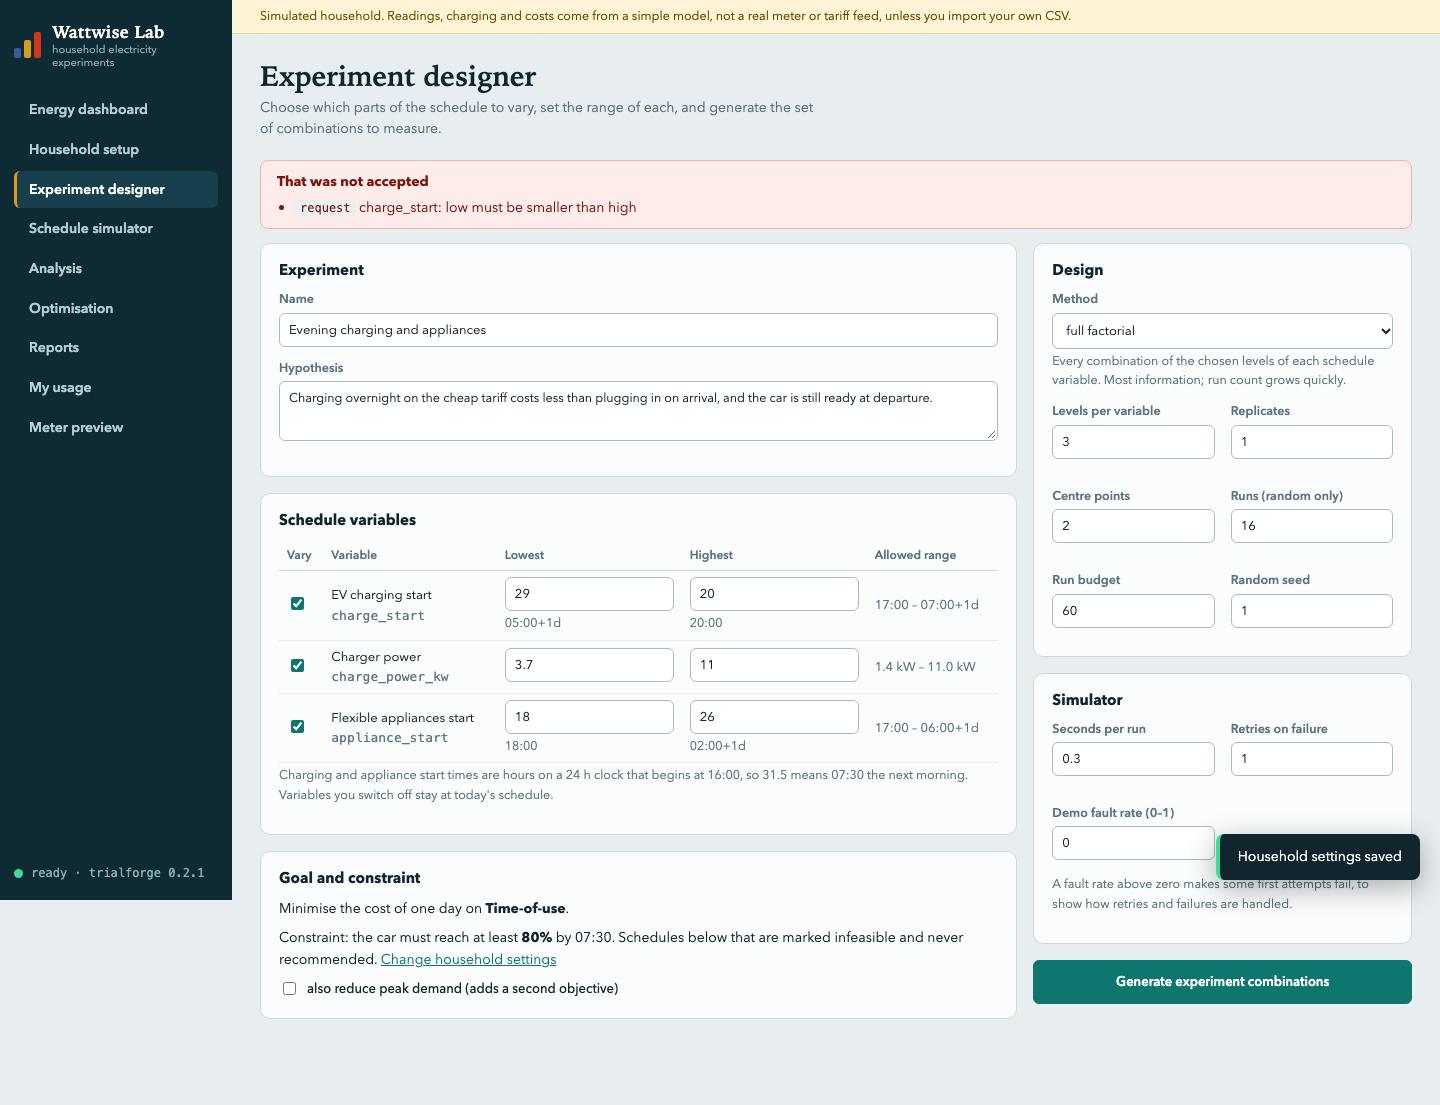 Wattwise Lab
household electricity
experiments
Energy dashboard
Household setup
Experiment designer
Schedule simulator
Analysis
Optimisation
Reports
My usage
Meter preview
ready · trialforge 0.2.1
Simulated household. Readings, charging and costs come from a simple model, not a real meter or tariff feed, unless you import your own CSV.
Experiment designer
Choose which parts of the schedule to vary, set the range of each, and generate the set
of combinations to measure.
That was not accepted
request charge_start: low must be smaller than high
Experiment
Name
Evening charging and appliances
Hypothesis
Charging overnight on the cheap tariff costs less than plugging in on arrival, and the car is still ready at departure.
Schedule variables
Vary Variable Lowest Highest Allowed range
EV charging start
charge_start
29 20
05:00+1d 20:00
17:00 – 07:00+1d
Charger power
charge_power_kw
3.7 11
1.4 kW – 11.0 kW
Flexible appliances start
appliance_start
18 26
18:00 02:00+1d
17:00 – 06:00+1d
Charging and appliance start times are hours on a 24 h clock that begins at 16:00, so 31.5 means 07:30 the next morning.
Variables you switch off stay at today's schedule.
Goal and constraint
Minimise the cost of one day on Time-of-use.
Constraint: the car must reach at least 80% by 07:30. Schedules below that are marked infeasible and never
recommended. Change household settings
also reduce peak demand (adds a second objective)
Design
Method
full factorial
Every combination of the chosen levels of each schedule
variable. Most information; run count grows quickly.
Levels per variable Replicates
3 1
Centre points Runs (random only)
2 16
Run budget Random seed
60 1
Simulator
Seconds per run Retries on failure
0.3 1
Demo fault rate (0–1)
0
Household settings saved
A fault rate above zero makes some first attempts fail, to
show how retries and failures are handled.
Generate experiment combinations